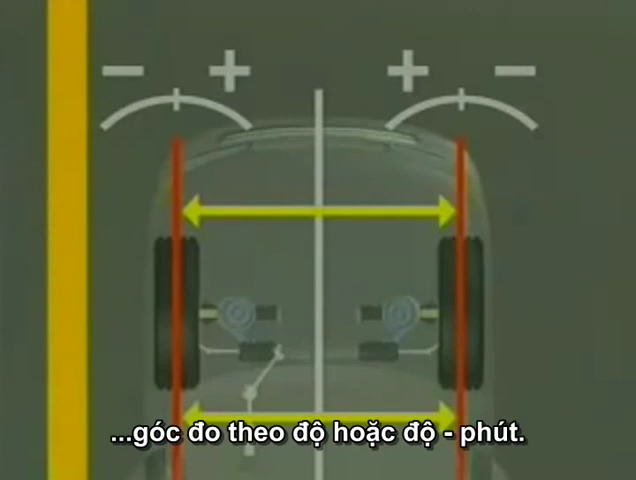 − + + −
...góc đo theo độ hoặc độ - phút.